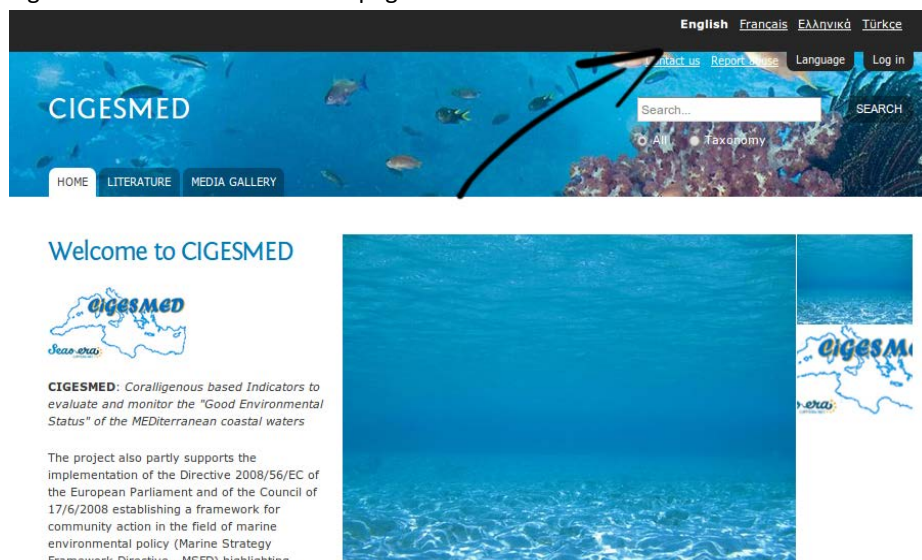 English Français Ελληνικά Türkçe
Contact us Report abuse Language Log in
CIGESMED
Search... SEARCH
All Taxonomy
HOME LITERATURE MEDIA GALLERY
Welcome to CIGESMED
CIGESMED
Seas-era
CIGESMED: Coralligenous based Indicators to
evaluate and monitor the "Good Environmental
Status" of the MEDiterranean coastal waters
The project also partly supports the
implementation of the Directive 2008/56/EC of
the European Parliament and of the Council of
17/6/2008 establishing a framework for
community action in the field of marine
environmental policy (Marine Strategy
Framework Directive - MSFD) highlighting
CIGESM
-era